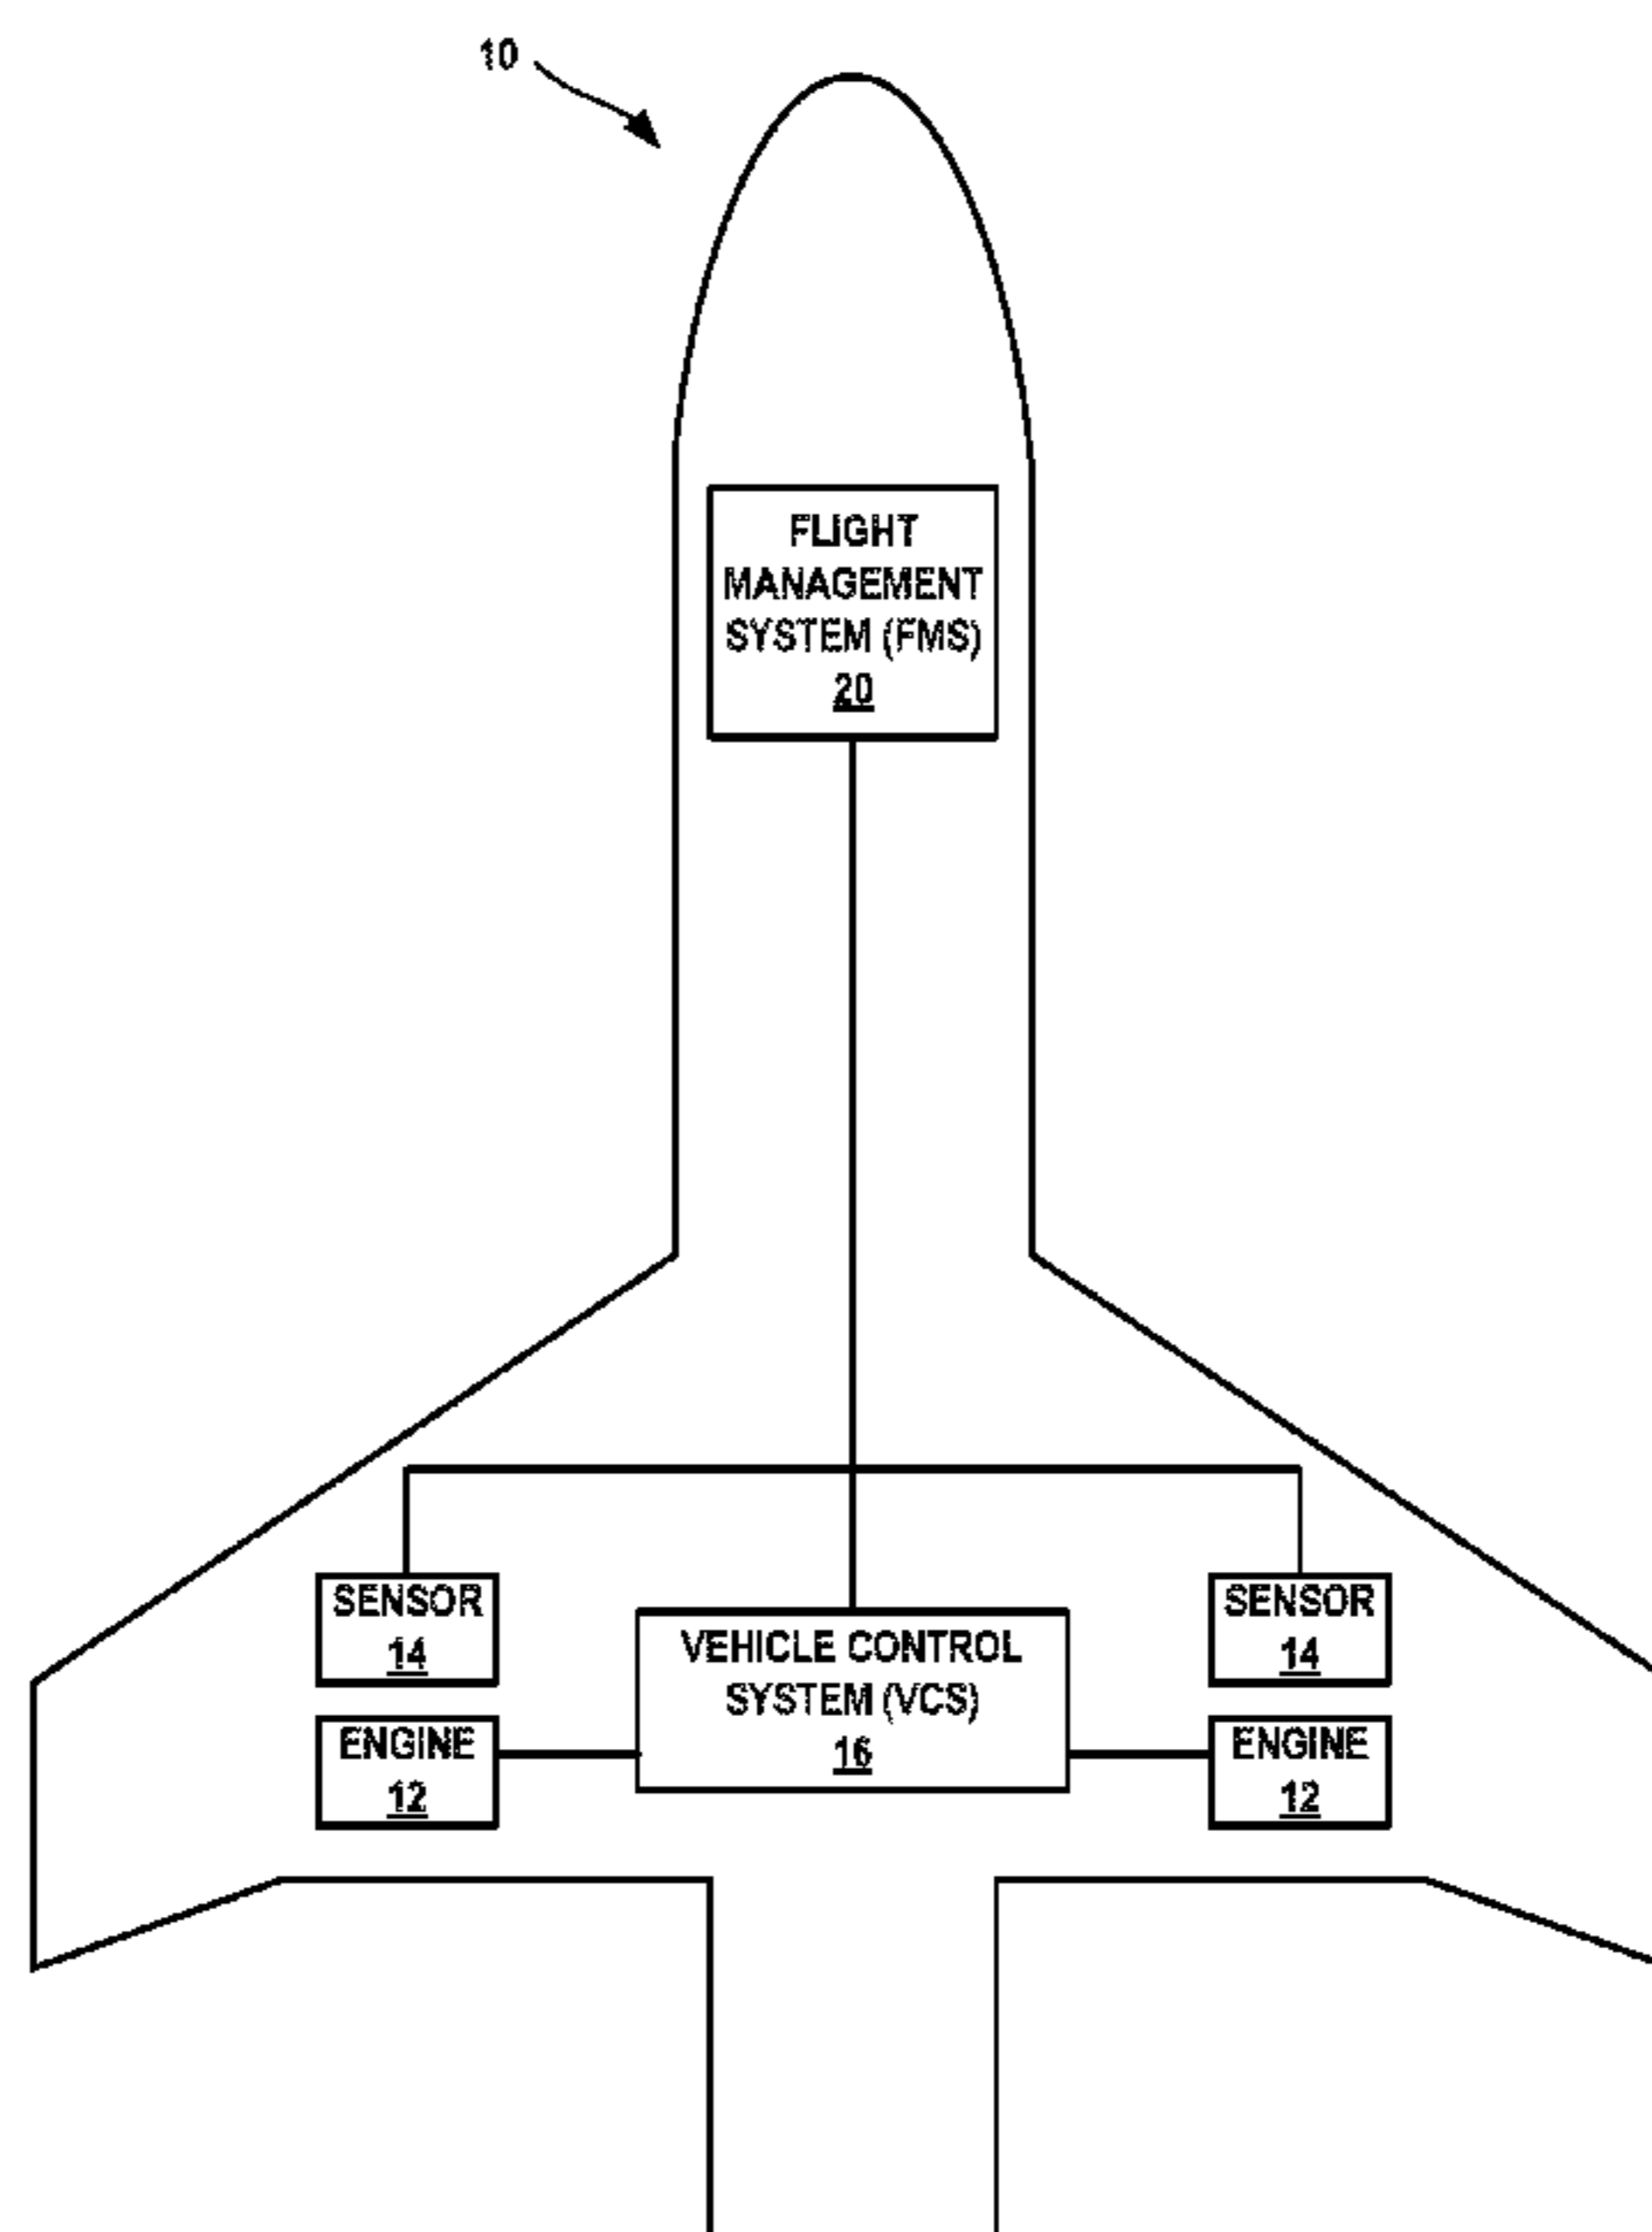 10
FLIGHT
MANAGEMENT
SYSTEM (FMS)
20
SENSOR
14
VEHICLE CONTROL
SYSTEM (VCS)
16
SENSOR
14
ENGINE
12
ENGINE
12